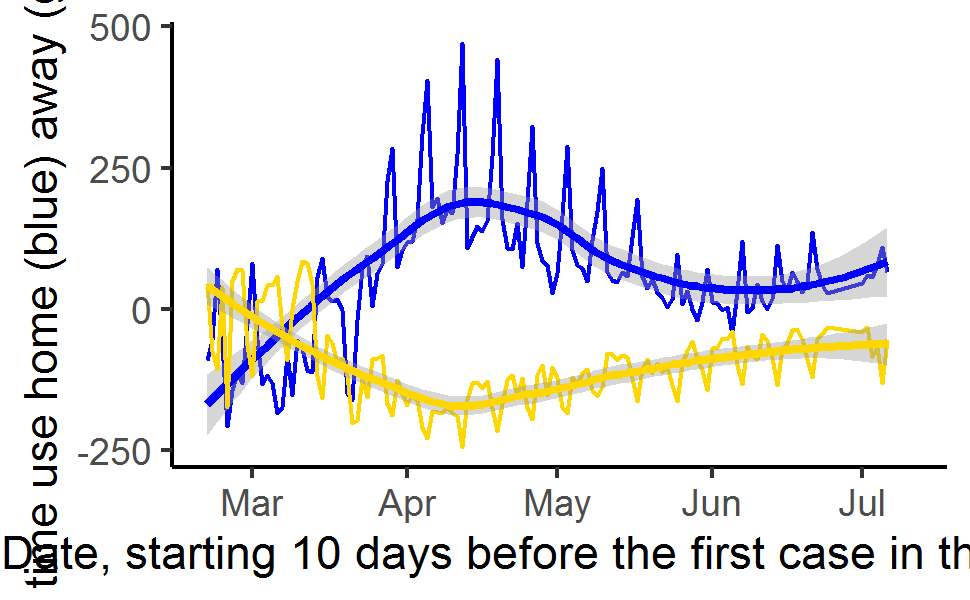 time use home (blue) away (
500
250
0
-250
Mar Apr May Jun Jul
Date, starting 10 days before the first case in th